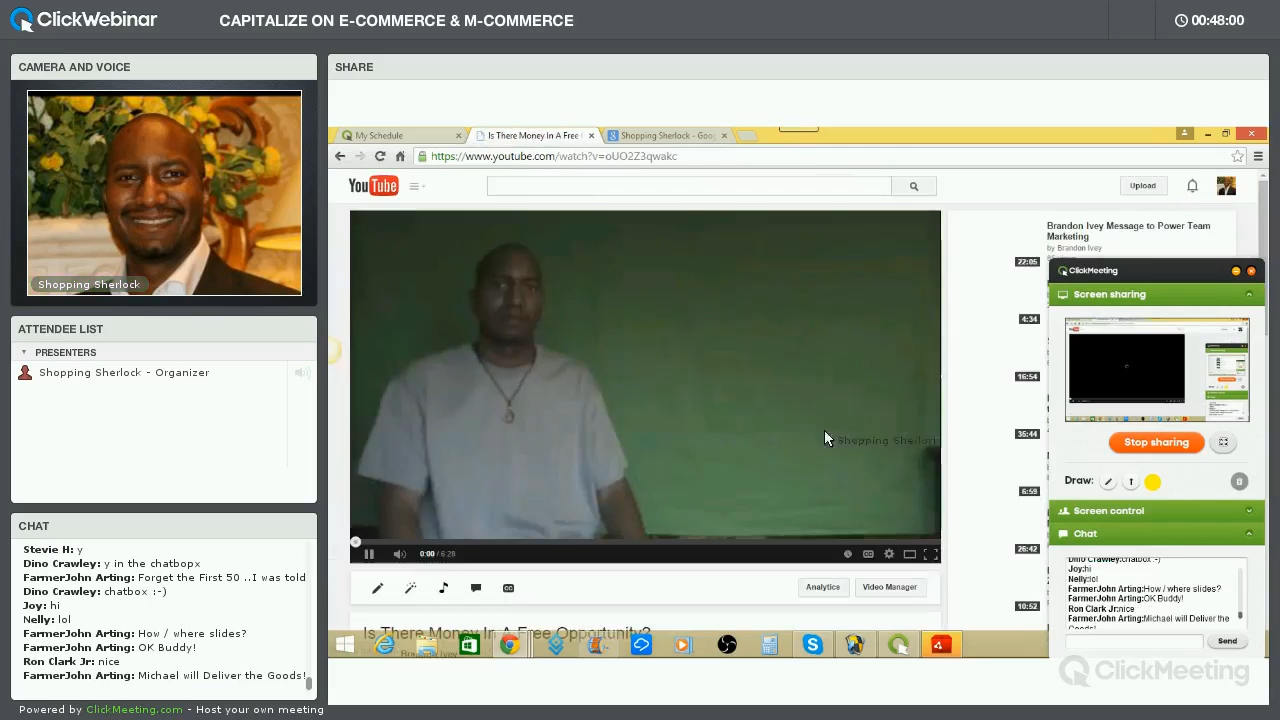 ClickWebinar
CAPITALIZE ON E-COMMERCE & M-COMMERCE
00:48:00
CAMERA AND VOICE
Shopping Sherlock
ATTENDEE LIST
PRESENTERS
Shopping Sherlock - Organizer
CHAT
Stevie H: y
Dino Crawley: y in the chatbopx
FarmerJohn Arting: Forget the First 50 ..I was told
Dino Crawley: chatbox :-)
Joy: hi
Nelly: lol
FarmerJohn Arting: How / where slides?
FarmerJohn Arting: OK Buddy!
Ron Clark Jr: nice
FarmerJohn Arting: Michael will Deliver the Goods!
Powered by ClickMeeting.com - Host your own meeting
SHARE
My Schedule
Is There Money In A Free
Shopping Sherlock - Goo
https://www.youtube.com/watch?v=oUO2Z3qwakc
YouTube
Upload
Shopping Sherlock
0:00 / 6:28
Analytics
Video Manager
Is There Money In A Free Opportunity?
Brandon Ivey
Brandon Ivey Message to Power Team
Marketing
by Brandon Ivey
22:05
4:34
16:54
35:44
6:59
26:42
10:52
ClickMeeting
Screen sharing
Stop sharing
Draw:
T
Screen control
Chat
Dino Crawley:chatbox :-)
Joy:hi
Nelly:lol
FarmerJohn Arting:How / where slides?
FarmerJohn Arting:OK Buddy!
Ron Clark Jr:nice
FarmerJohn Arting:Michael will Deliver the
Goods!
Send
ClickMeeting